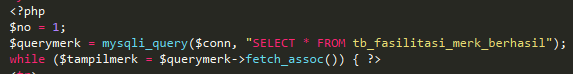 <?php
$no = 1;
$querymerk = mysqli_query($conn, "SELECT * FROM tb_fasilitasi_merk_berhasil");
while ($tampilmerk = $querymerk->fetch_assoc()) { ?>